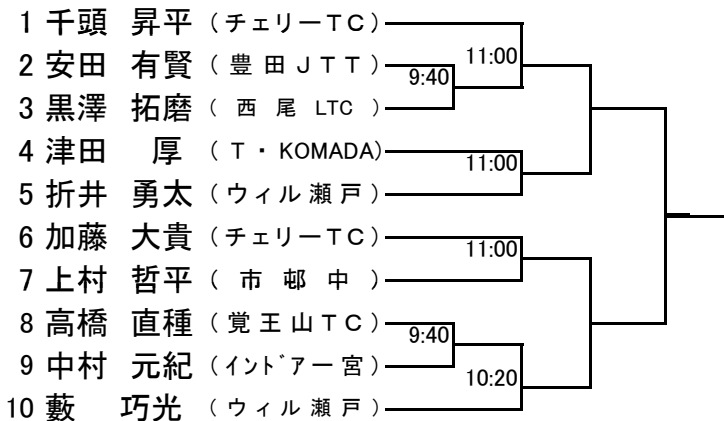 1 千頭 昇平 (チェリーTC)
11:00
2 安田 有賢 (豊田JTT)
9:40
3 黒澤 拓磨 (西尾 LTC)
4 津田 厚 (T・KOMADA)
11:00
5 折井 勇太 (ウィル瀬戸)
6 加藤 大貴 (チェリーTC)
11:00
7 上村 哲平 (市邨中)
8 高橋 直種 (覚王山TC)
9:40
9 中村 元紀 (インドアー宮)
10:20
10 藪 巧光 (ウィル瀬戸)